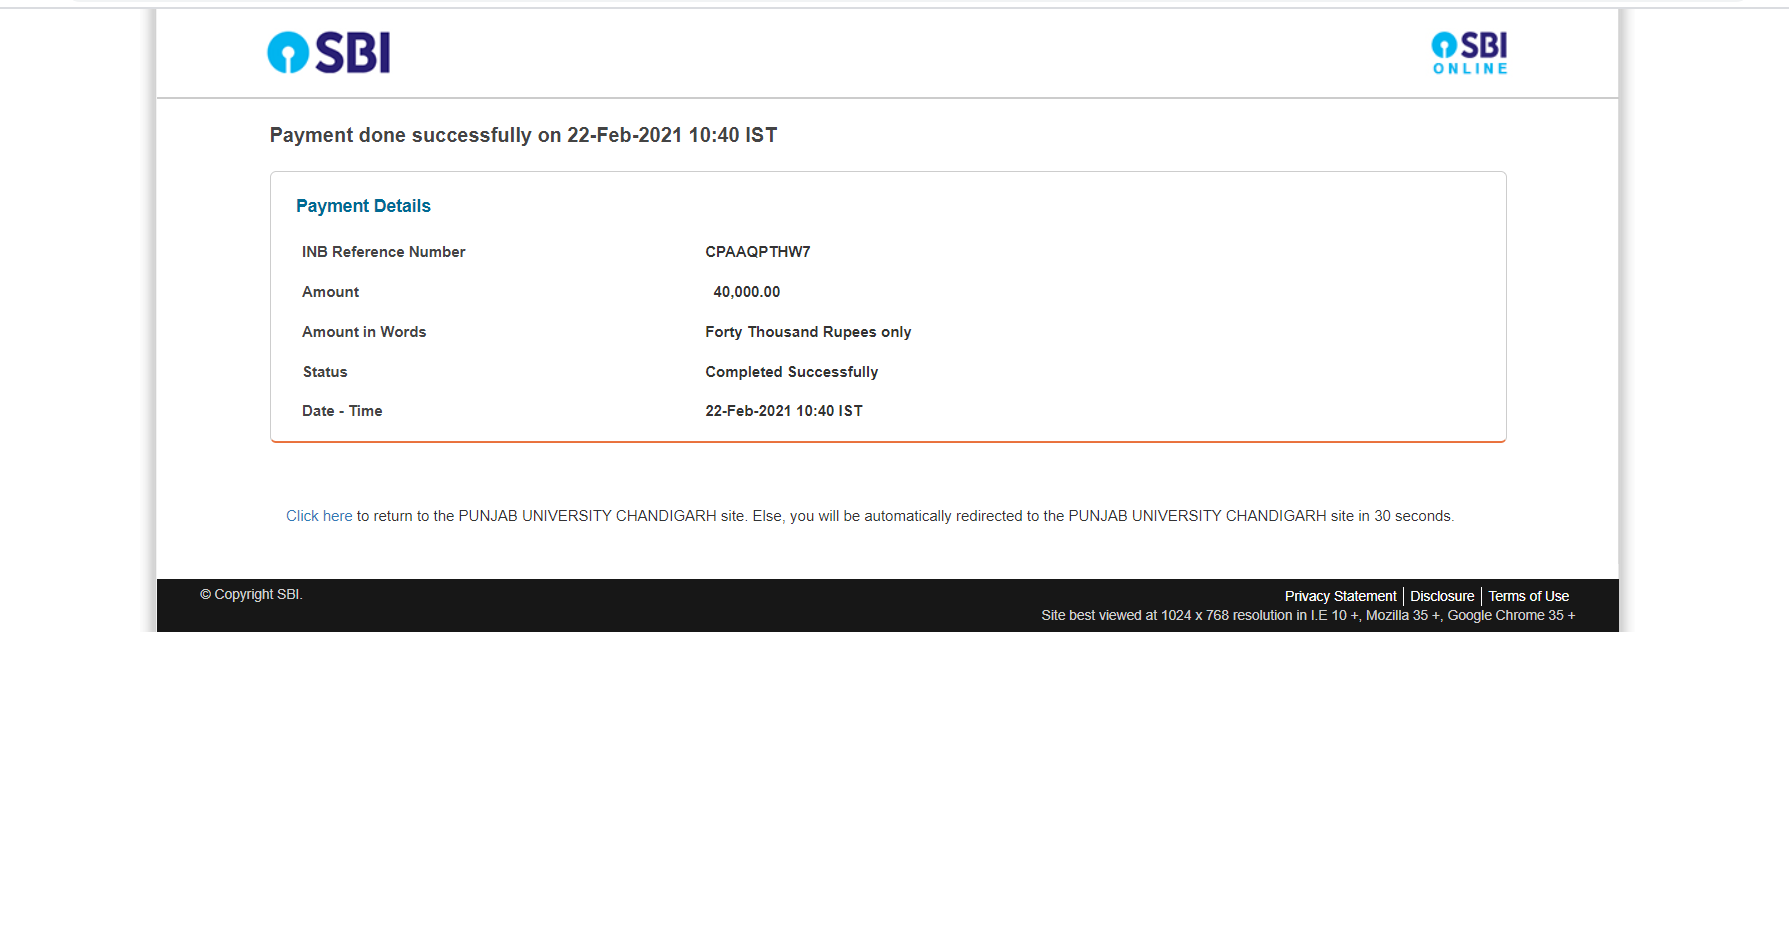 SBI
SBI
ONLINE
Payment done successfully on 22-Feb-2021 10:40 IST
Payment Details
INB Reference Number CPAAQPTHW7
Amount 40,000.00
Amount in Words Forty Thousand Rupees only
Status Completed Successfully
Date - Time 22-Feb-2021 10:40 IST
Click here to return to the PUNJAB UNIVERSITY CHANDIGARH site. Else, you will be automatically redirected to the PUNJAB UNIVERSITY CHANDIGARH site in 30 seconds.
© Copyright SBI.
Privacy Statement Disclosure Terms of Use
Site best viewed at 1024 x 768 resolution in I.E 10 +, Mozilla 35 +, Google Chrome 35 +